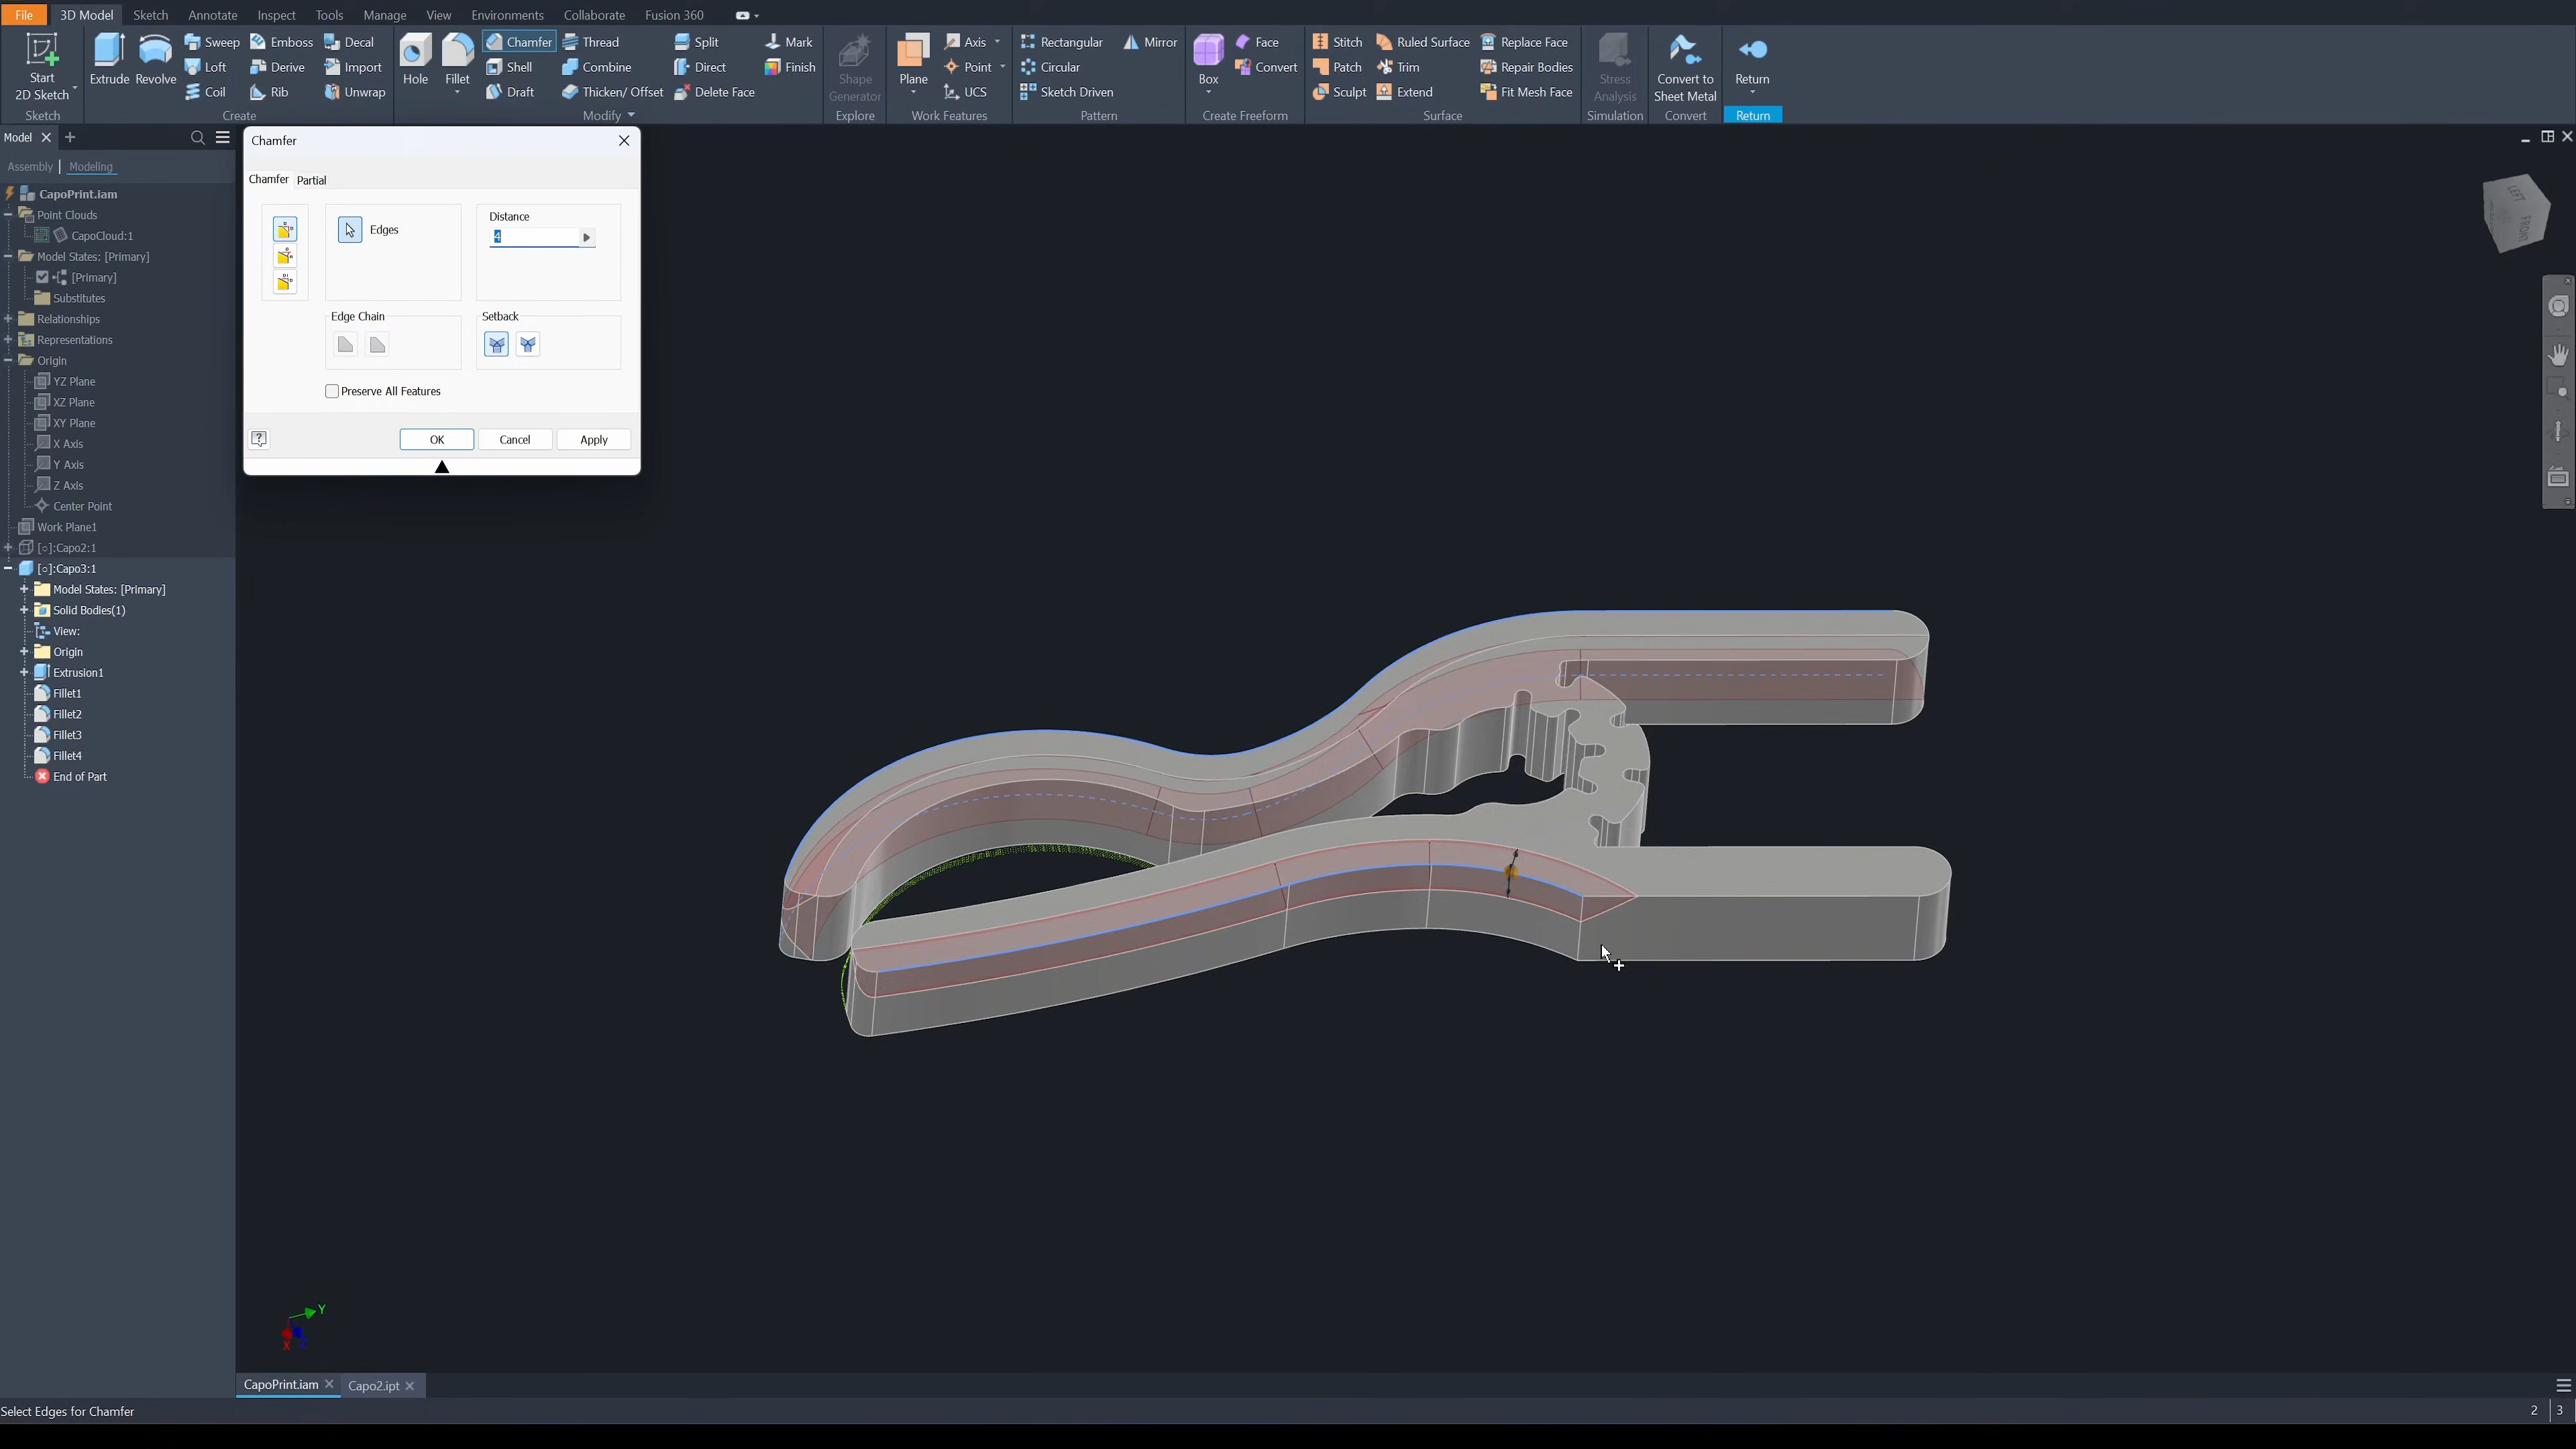 File 3D Model Sketch Annotate Inspect Tools Manage View Environments Collaborate Fusion 360
Start
2D Sketch
Sketch
Extrude Revolve
Sweep Emboss Decal
Loft Derive Import
Coil Rib Unwrap
Create
Hole Fillet
Chamfer Thread Split Mark
Shell Combine Direct Finish
Draft Thicken/ Offset Delete Face
Modify
Shape
Generator
Explore
Plane
Axis
Point
UCS
Work Features
Rectangular Mirror
Circular
Sketch Driven
Pattern
Box
Face
Convert
Create Freeform
Stitch Ruled Surface Replace Face
Patch Trim Repair Bodies
Sculpt Extend Fit Mesh Face
Surface
Stress
Analysis
Simulation
Convert to
Sheet Metal
Convert
Return
Return
Model
Assembly | Modeling
CapoPrint.iam
Point Clouds
CapoCloud:1
Model States: [Primary]
[Primary]
Substitutes
Relationships
Representations
Origin
YZ Plane
XZ Plane
XY Plane
X Axis
Y Axis
Z Axis
Center Point
Work Plane1
[○]:Capo2:1
[○]:Capo3:1
Model States: [Primary]
Solid Bodies(1)
View:
Origin
Extrusion1
Fillet1
Fillet2
Fillet3
Fillet4
End of Part
Chamfer
Chamfer Partial
Edges
Distance
4
Edge Chain
Setback
Preserve All Features
OK Cancel Apply
LEFT
FRONT
Y
X
CapoPrint.iam Capo2.ipt
Select Edges for Chamfer
2 3